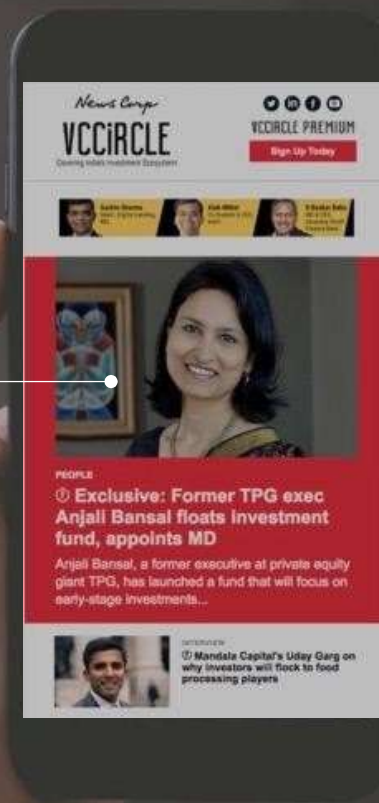 News Corp
VCCiRCLE
Covering India's Investment Ecosystem
VCCIRCLE PREMIUM
Sign Up Today
PEOPLE
Exclusive: Former TPG exec
Anjali Bansal floats investment
fund, appoints MD
Anjali Bansal, a former executive at private equity
giant TPG, has launched a fund that will focus on
early-stage investments...
INTERVIEW
Mandala Capital's Uday Garg on
why investors will flock to food
processing players